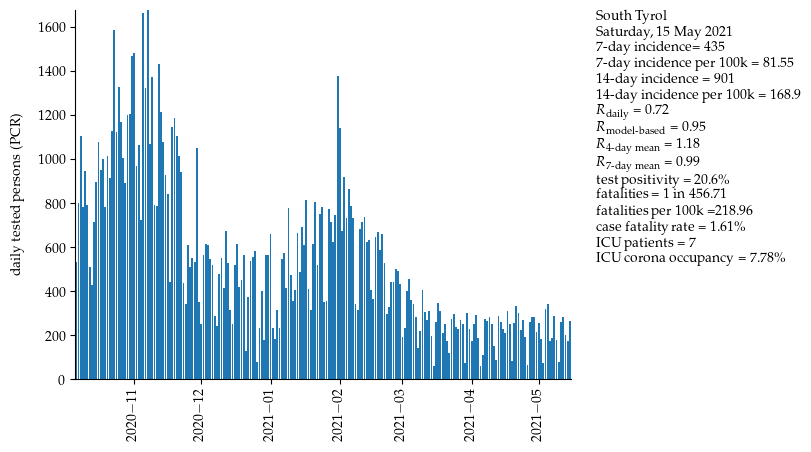 South Tyrol
Saturday, 15 May 2021
7-day incidence= 435
7-day incidence per 100k = 81.55
14-day incidence = 901
14-day incidence per 100k = 168.9
R_daily = 0.72
R_model-based = 0.95
R_4-day mean = 1.18
R_7-day mean = 0.99
test positivity = 20.6%
fatalities = 1 in 456.71
fatalities per 100k =218.96
case fatality rate = 1.61%
ICU patients = 7
ICU corona occupancy = 7.78%
daily tested persons (PCR)
1600
1400
1200
1000
800
600
400
200
0
2020−11
2020−12
2021−01
2021−02
2021−03
2021−04
2021−05